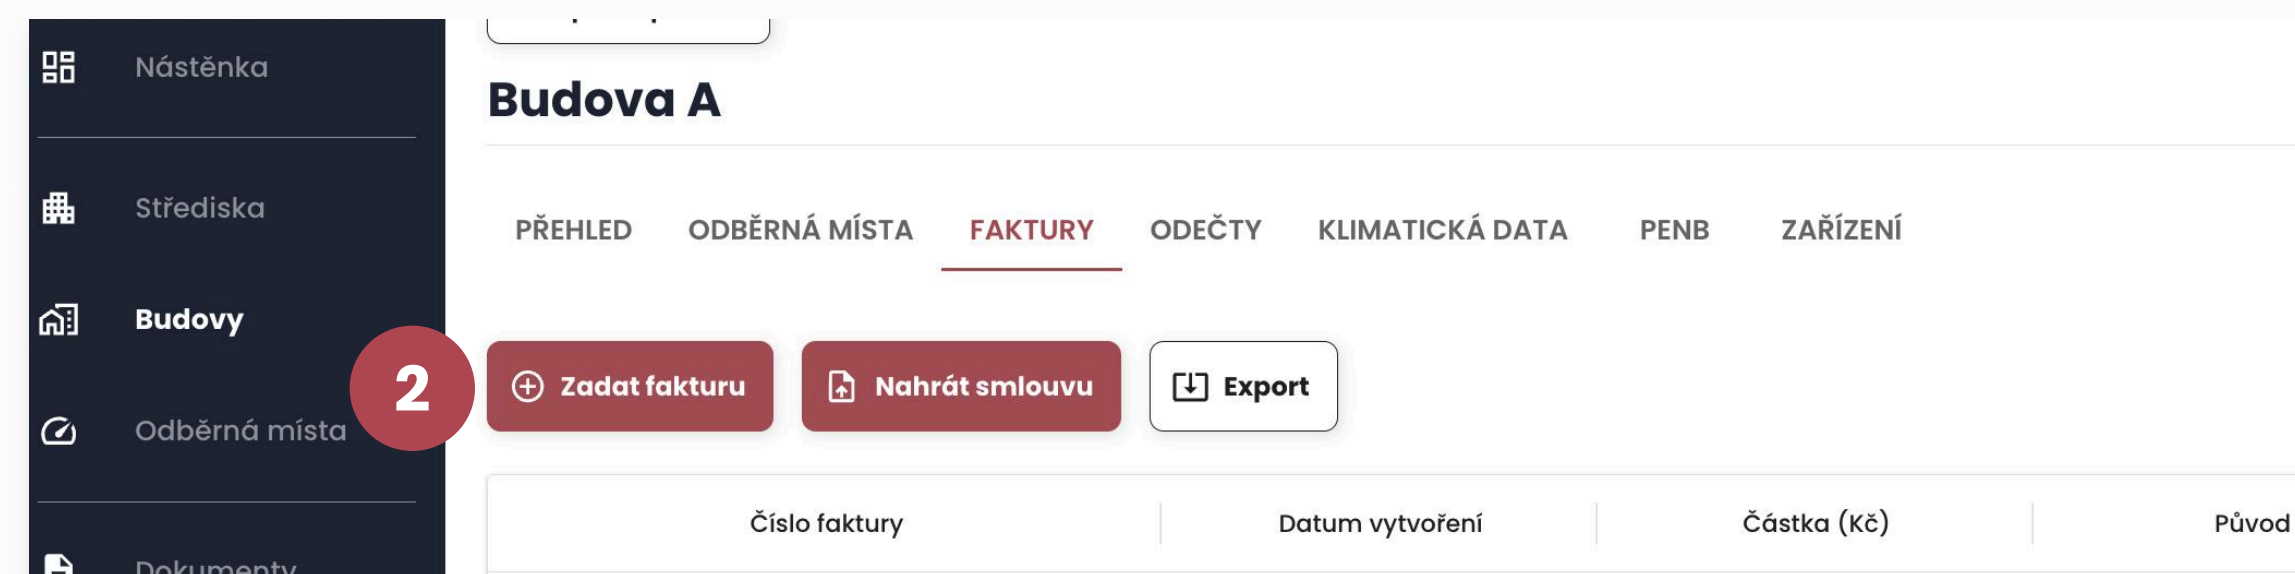 Nástěnka
Střediska
Budovy
Odběrná místa
Dokumenty
Budova A
PŘEHLED ODBĚRNÁ MÍSTA FAKTURY ODEČTY KLIMATICKÁ DATA PENB ZAŘÍZENÍ
2
Zadat fakturu Nahrát smlouvu Export
Číslo faktury Datum vytvoření Částka (Kč) Původ